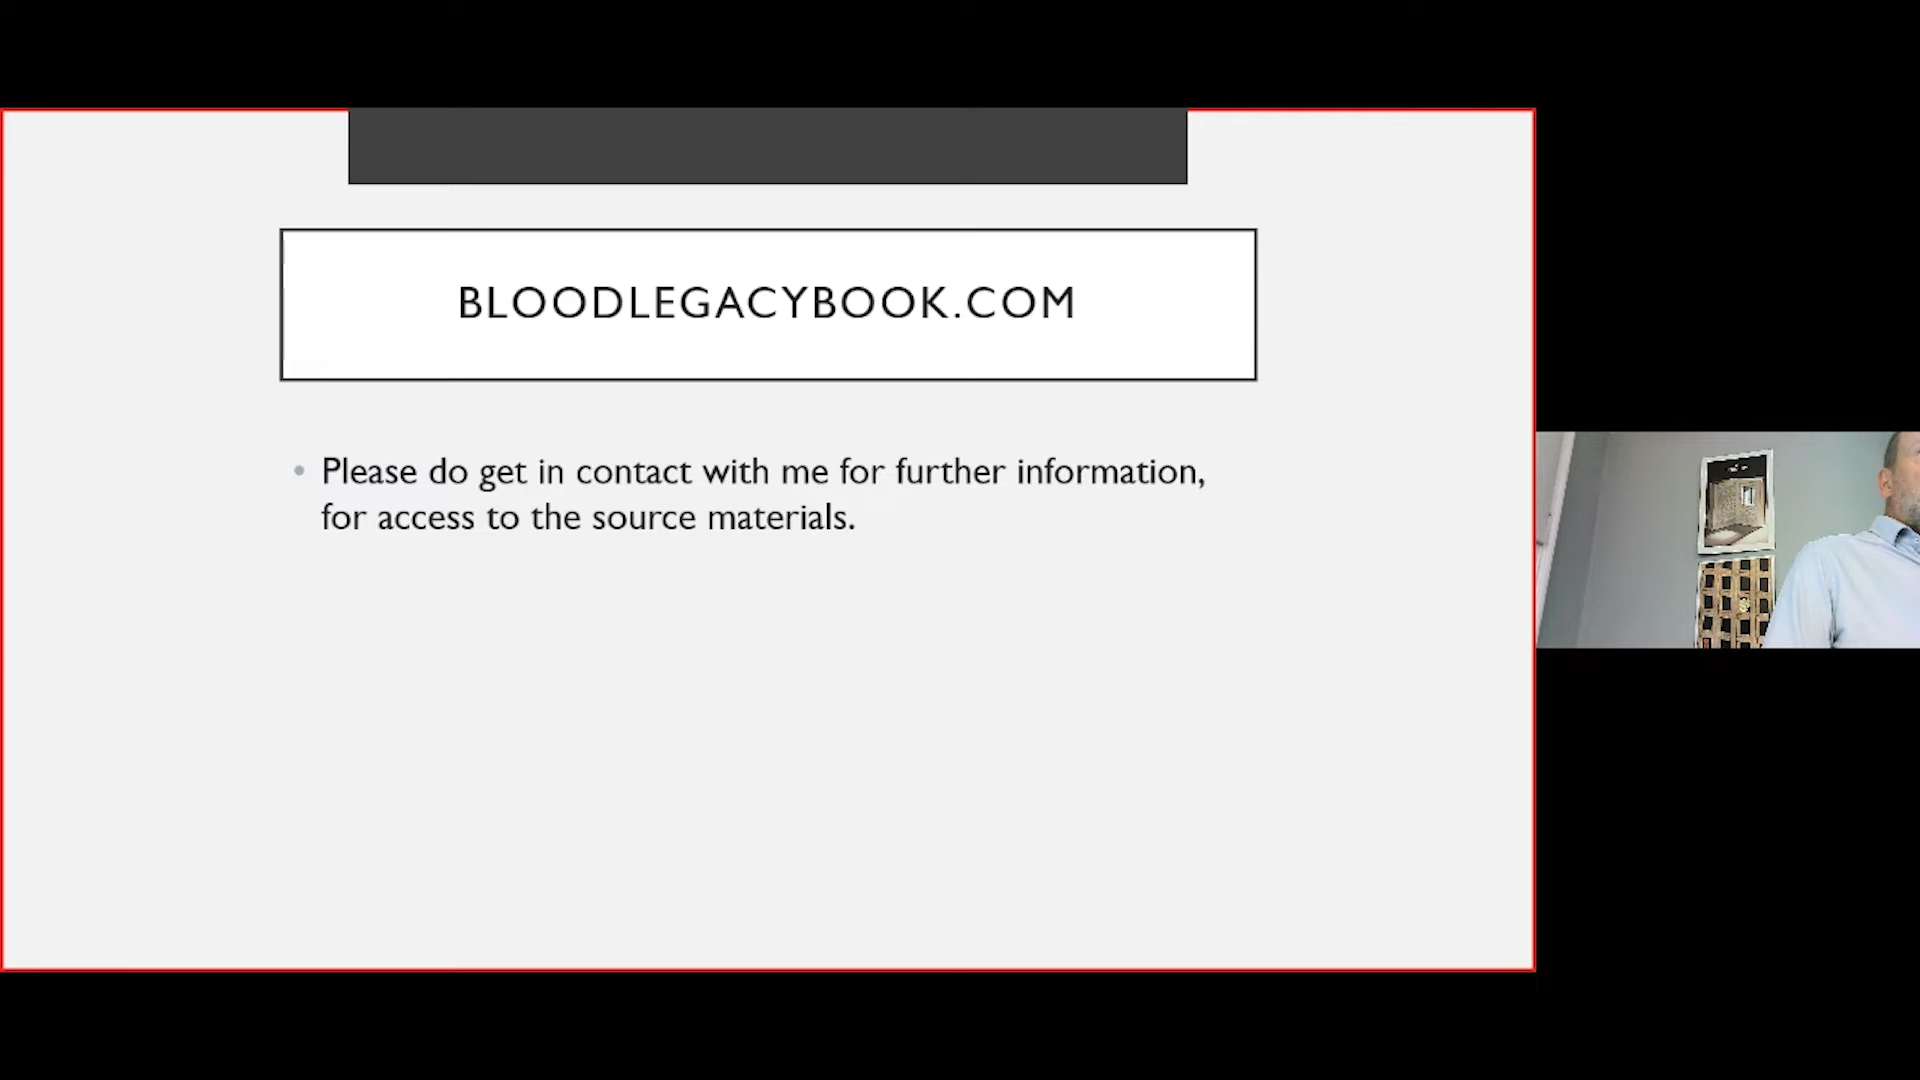 BLOODLEGACYBOOK.COM
• Please do get in contact with me for further information,
for access to the source materials.